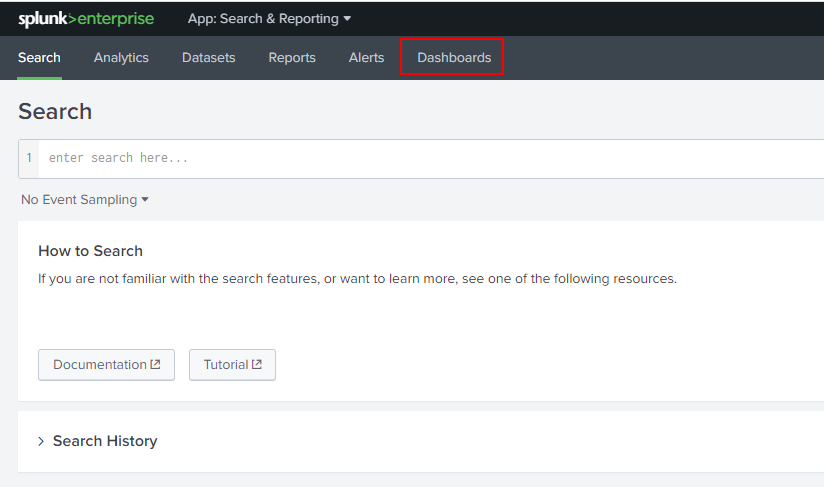 splunk>enterprise App: Search & Reporting
Search Analytics Datasets Reports Alerts Dashboards
Search
1 enter search here...
No Event Sampling
How to Search
If you are not familiar with the search features, or want to learn more, see one of the following resources.
Documentation Tutorial
Search History